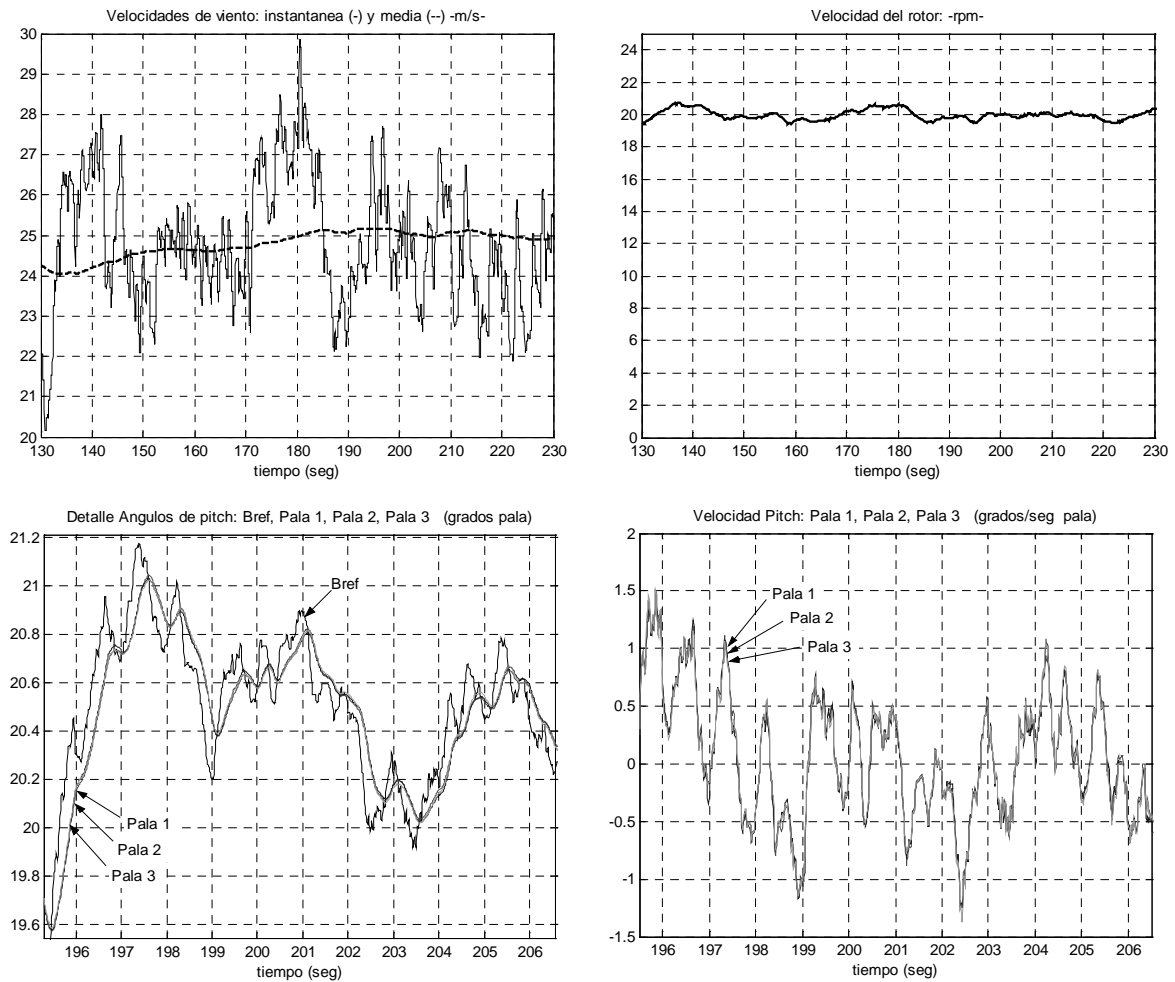 Velocidades de viento: instantanea (-) y media (--) -m/s-
30
29
28
27
26
25
24
23
22
21
20
130 140 150 160 170 180 190 200 210 220 230
tiempo (seg)
Velocidad del rotor: -rpm-
24
22
20
18
16
14
12
10
8
6
4
2
0
130 140 150 160 170 180 190 200 210 220 230
tiempo (seg)
Detalle Angulos de pitch: Bref, Pala 1, Pala 2, Pala 3 (grados pala)
21.2
21
20.8
20.6
20.4
20.2
20
19.8
19.6
Bref
Pala 1
Pala 2
Pala 3
196 197 198 199 200 201 202 203 204 205 206
tiempo (seg)
Velocidad Pitch: Pala 1, Pala 2, Pala 3 (grados/seg pala)
2
1.5
1
0.5
0
-0.5
-1
-1.5
Pala 1
Pala 2
Pala 3
196 197 198 199 200 201 202 203 204 205 206
tiempo (seg)